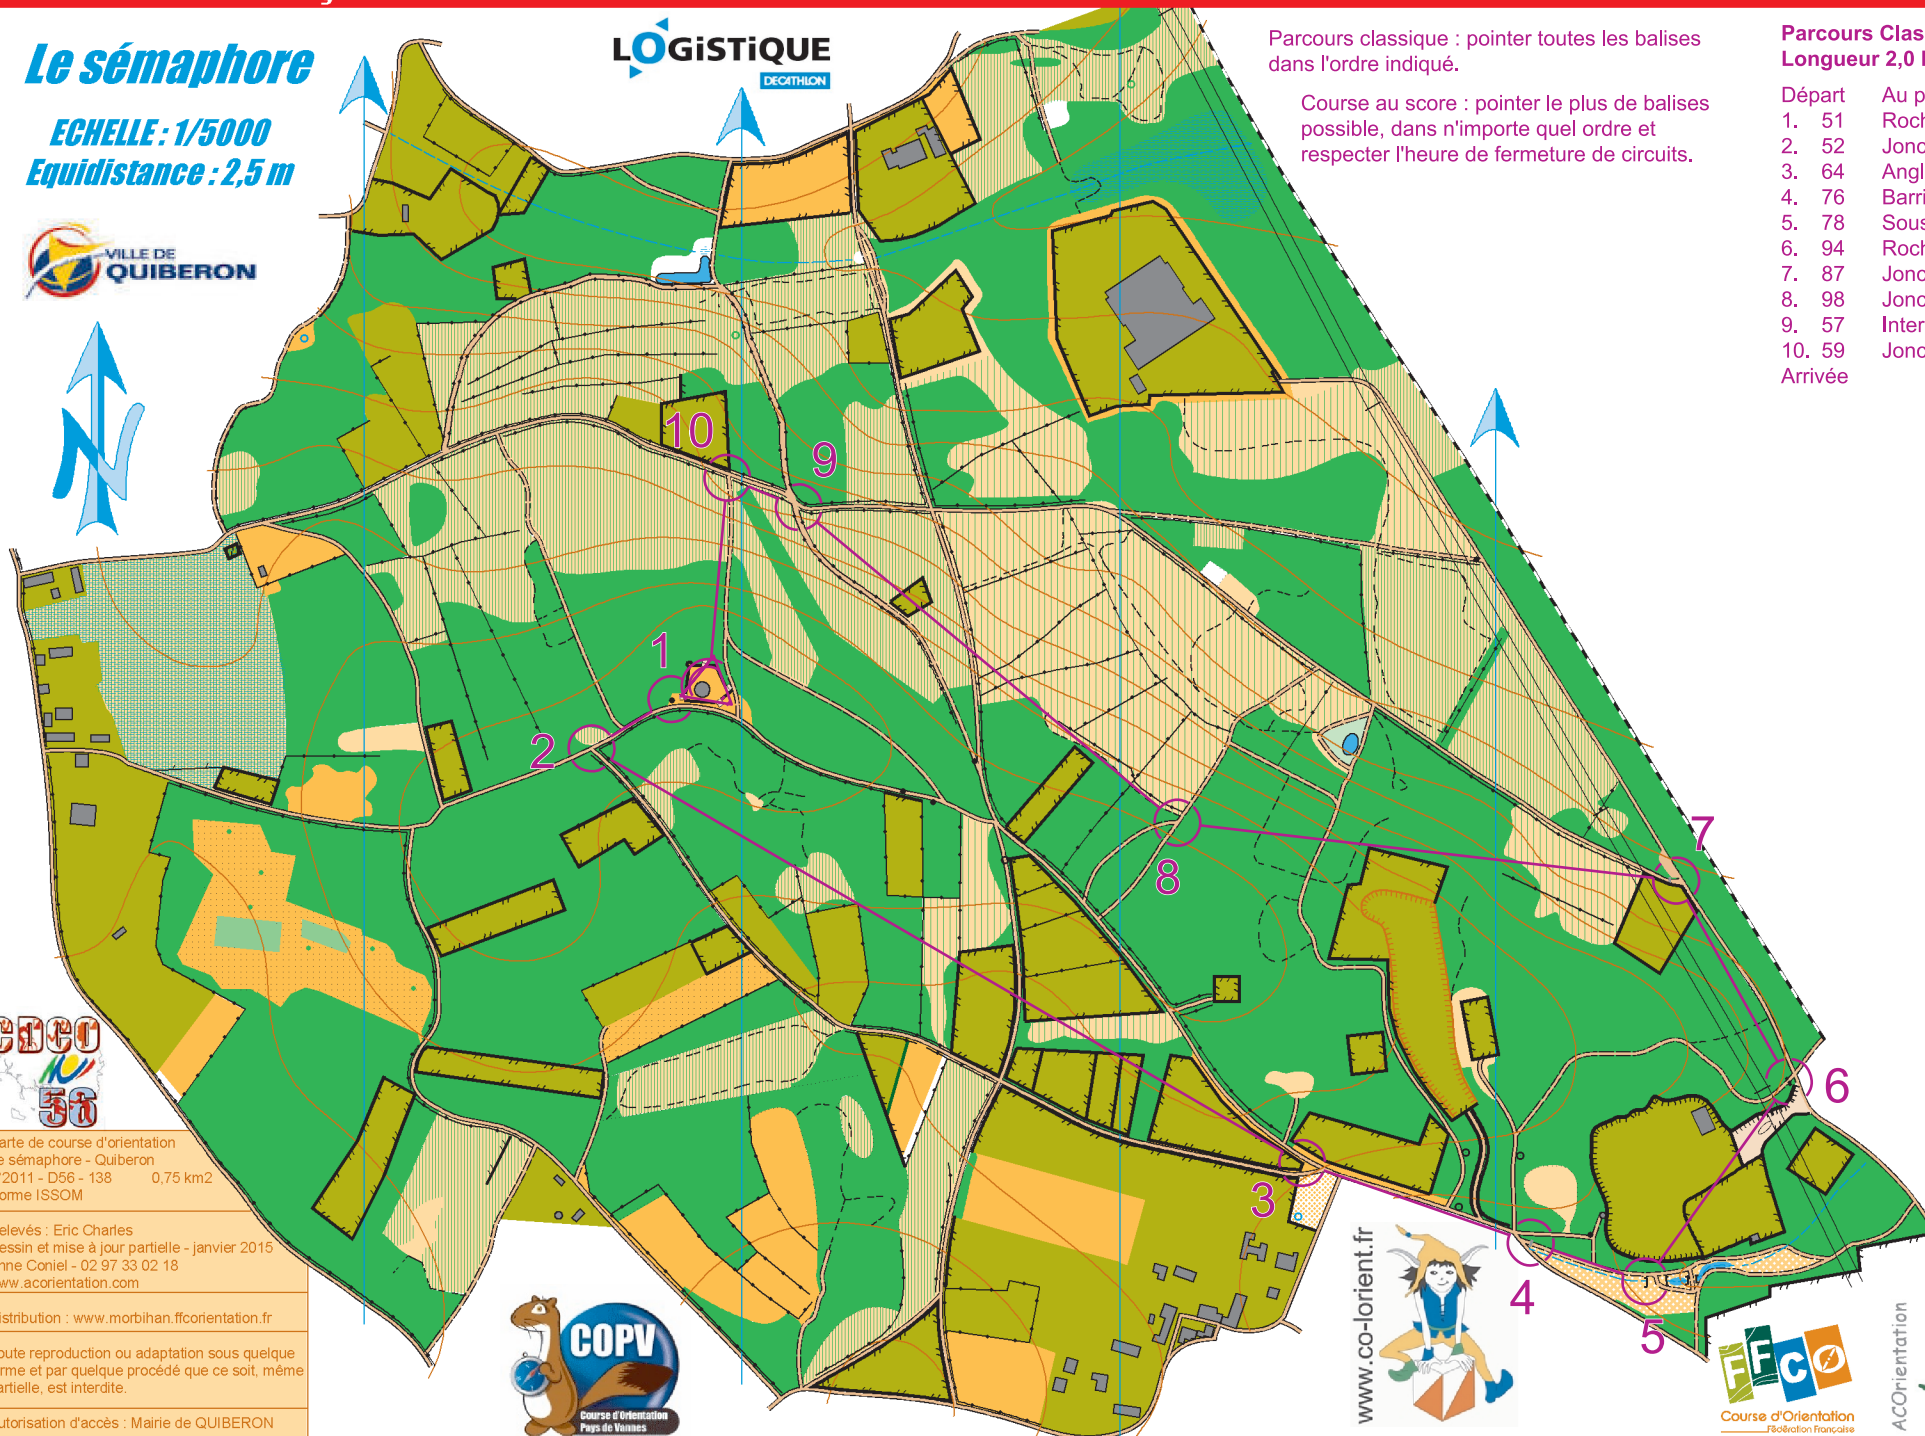 Le sémaphore
ECHELLE : 1/5000
Equidistance : 2,5 m
VILLE DE
QUIBERON
N
LOGiSTiQUE
DECATHLON
Parcours classique : pointer toutes les balises
dans l'ordre indiqué.
Course au score : pointer le plus de balises
possible, dans n'importe quel ordre et
respecter l'heure de fermeture de circuits.
Parcours Clas
Longueur 2,0
Départ Au p
1. 51 Roch
2. 52 Jonc
3. 64 Angl
4. 76 Barri
5. 78 Sous
6. 94 Roch
7. 87 Jonc
8. 98 Jonc
9. 57 Inter
10. 59 Jonc
Arrivée
10
9
1
2
7
8
6
3
4
5
CDCO
56
arte de course d'orientation
e sémaphore - Quiberon
/2011 - D56 - 138 0,75 km2
orme ISSOM
elevés : Eric Charles
essin et mise à jour partielle - janvier 2015
nne Coniel - 02 97 33 02 18
ww.acorientation.com
istribution : www.morbihan.ffcorientation.fr
oute reproduction ou adaptation sous quelque
rme et par quelque procédé que ce soit, même
artielle, est interdite.
utorisation d'accès : Mairie de QUIBERON
COPV
Course d'Orientation
Pays de Vannes
www.co-lorient.fr
FFCO
Course d'Orientation
Fédération Française
ACOrientation